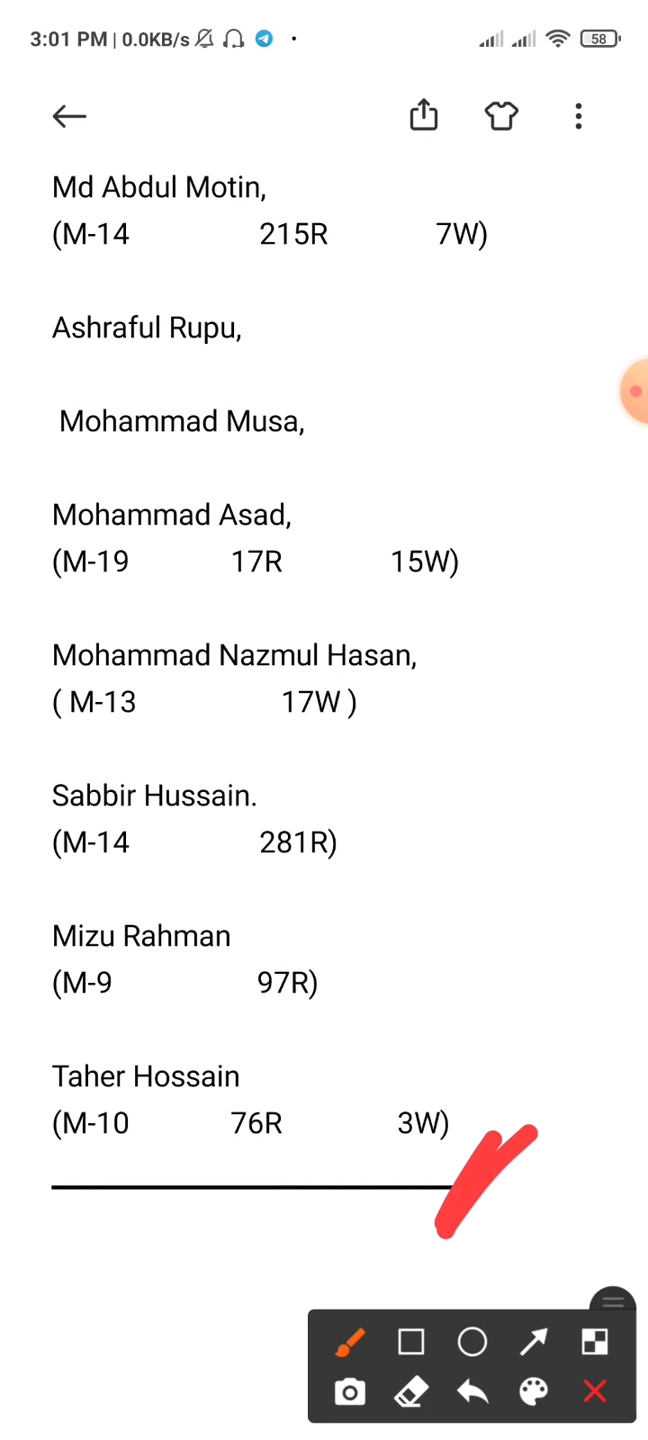 3:01 PM | 0.0KB/s 58
Md Abdul Motin,
(M-14 215R 7W)
Ashraful Rupu,
Mohammad Musa,
Mohammad Asad,
(M-19 17R 15W)
Mohammad Nazmul Hasan,
( M-13 17W )
Sabbir Hussain.
(M-14 281R)
Mizu Rahman
(M-9 97R)
Taher Hossain
(M-10 76R 3W)